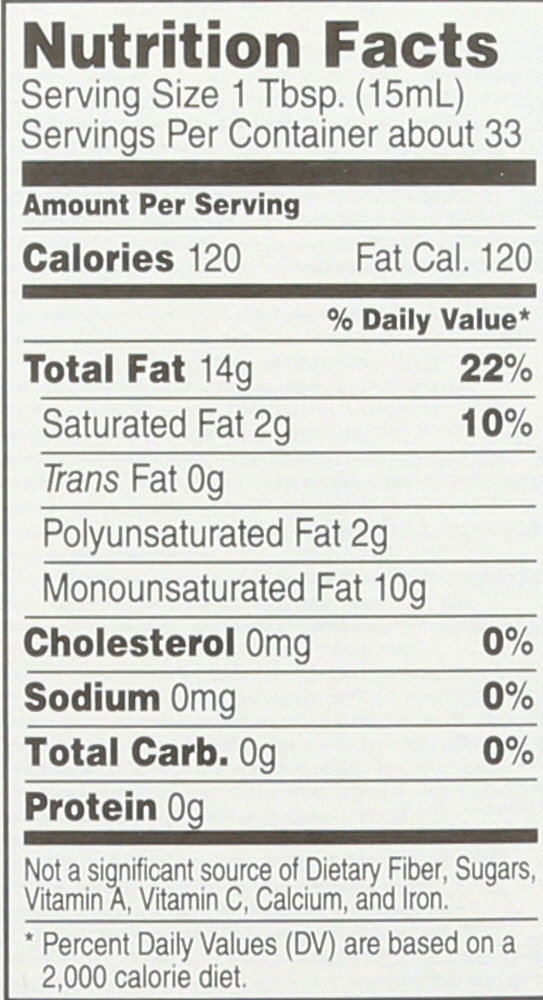 Nutrition Facts
Serving Size 1 Tbsp. (15mL)
Servings Per Container about 33
Amount Per Serving
Calories 120 Fat Cal. 120
% Daily Value*
Total Fat 14g 22%
Saturated Fat 2g 10%
Trans Fat 0g
Polyunsaturated Fat 2g
Monounsaturated Fat 10g
Cholesterol 0mg 0%
Sodium 0mg 0%
Total Carb. 0g 0%
Protein 0g
Not a significant source of Dietary Fiber, Sugars,
Vitamin A, Vitamin C, Calcium, and Iron.
* Percent Daily Values (DV) are based on a
2,000 calorie diet.